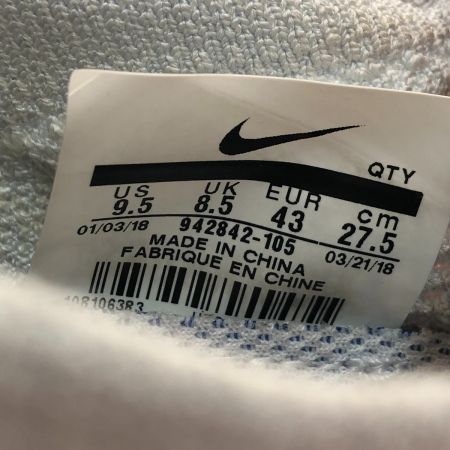 QTY
US UK EUR cm
9.5 8.5 43 27.5
01/03/18 942842-105 03/21/18
MADE IN CHINA
FABRIQUE EN CHINE